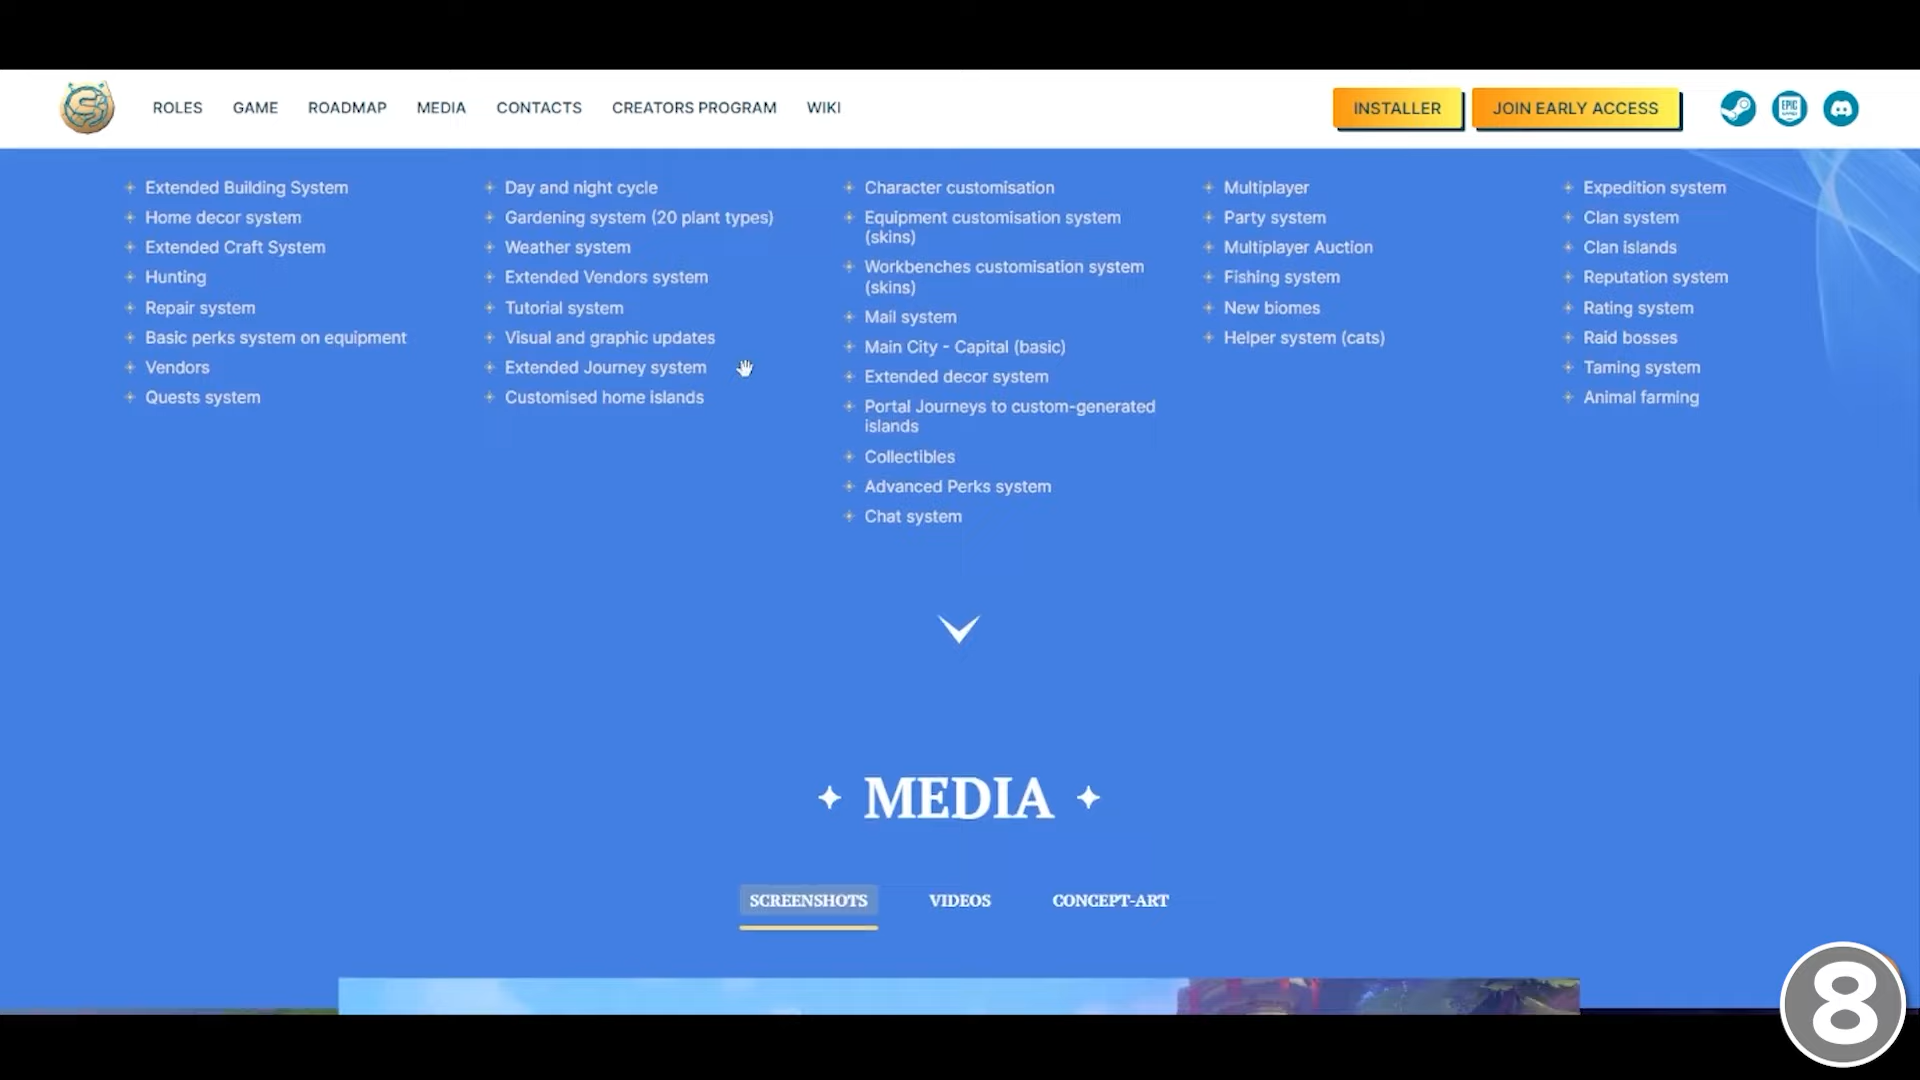 ROLES GAME ROADMAP MEDIA CONTACTS CREATORS PROGRAM WIKI INSTALLER JOIN EARLY ACCESS EPIC GAMES
Extended Building System
Home decor system
Extended Craft System
Hunting
Repair system
Basic perks system on equipment
Vendors
Quests system
Day and night cycle
Gardening system (20 plant types)
Weather system
Extended Vendors system
Tutorial system
Visual and graphic updates
Extended Journey system
Customised home islands
Character customisation
Equipment customisation system
(skins)
Workbenches customisation system
(skins)
Mail system
Main City - Capital (basic)
Extended decor system
Portal Journeys to custom-generated
islands
Collectibles
Advanced Perks system
Chat system
Multiplayer
Party system
Multiplayer Auction
Fishing system
New biomes
Helper system (cats)
Expedition system
Clan system
Clan islands
Reputation system
Rating system
Raid bosses
Taming system
Animal farming
MEDIA
SCREENSHOTS VIDEOS CONCEPT-ART
8